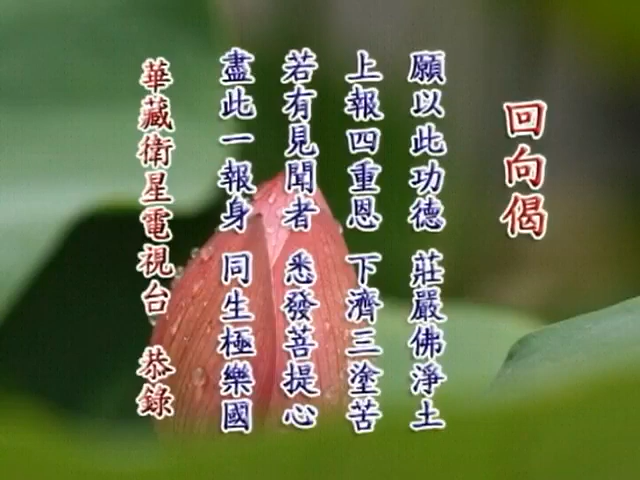 回向偈
願以此功德 莊嚴佛淨土
上報四重恩 下濟三塗苦
若有見聞者 悉發菩提心
盡此一報身 同生極樂國
華藏衛星電視台 恭錄